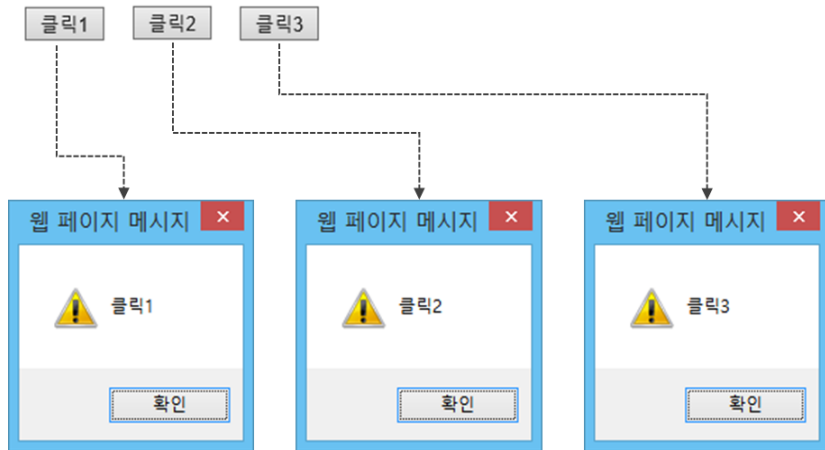 클릭1 클릭2 클릭3
웹 페이지 메시지 ×
클릭1
확인
웹 페이지 메시지 ×
클릭2
확인
웹 페이지 메시지 ×
클릭3
확인